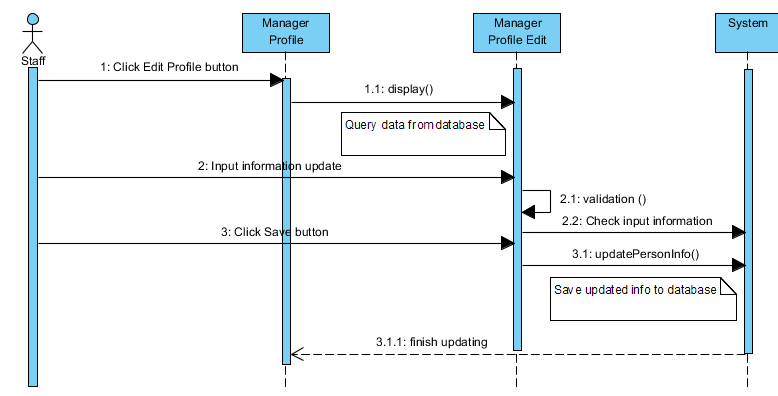 Staff
Manager
Profile
Manager
Profile Edit
System
1: Click Edit Profile button
1.1: display()
Query data from database
2: Input information update
2.1: validation ()
2.2: Check input information
3: Click Save button
3.1: updatePersonInfo()
Save updated info to database
3.1.1: finish updating